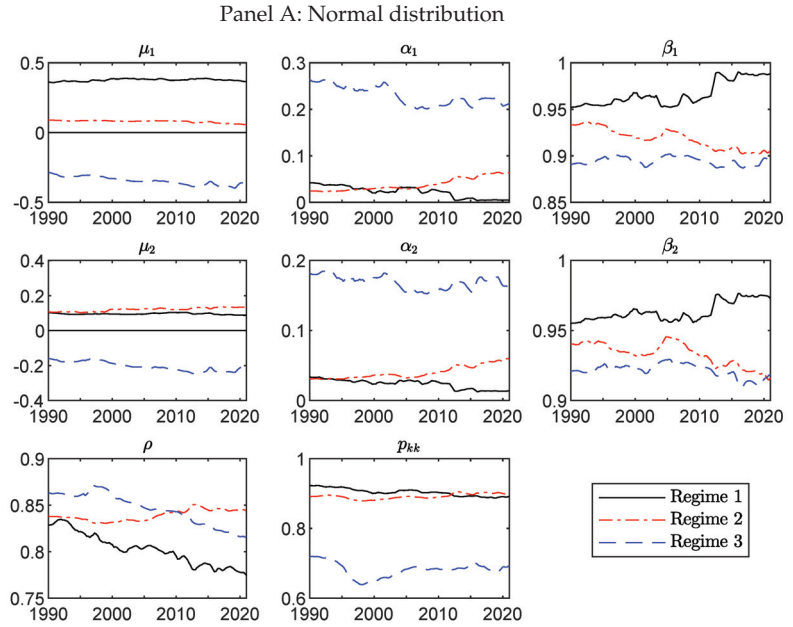 Panel A: Normal distribution
μ₁
0.5
0
-0.5
1990 2000 2010 2020
α₁
0.3
0.2
0.1
0
1990 2000 2010 2020
β₁
1
0.95
0.9
0.85
1990 2000 2010 2020
μ₂
0.4
0.2
0
-0.2
-0.4
1990 2000 2010 2020
α₂
0.2
0.1
0
1990 2000 2010 2020
β₂
1
0.95
0.9
1990 2000 2010 2020
ρ
0.9
0.85
0.8
0.75
1990 2000 2010 2020
pₖₖ
1
0.8
0.6
1990 2000 2010 2020
Regime 1
Regime 2
Regime 3